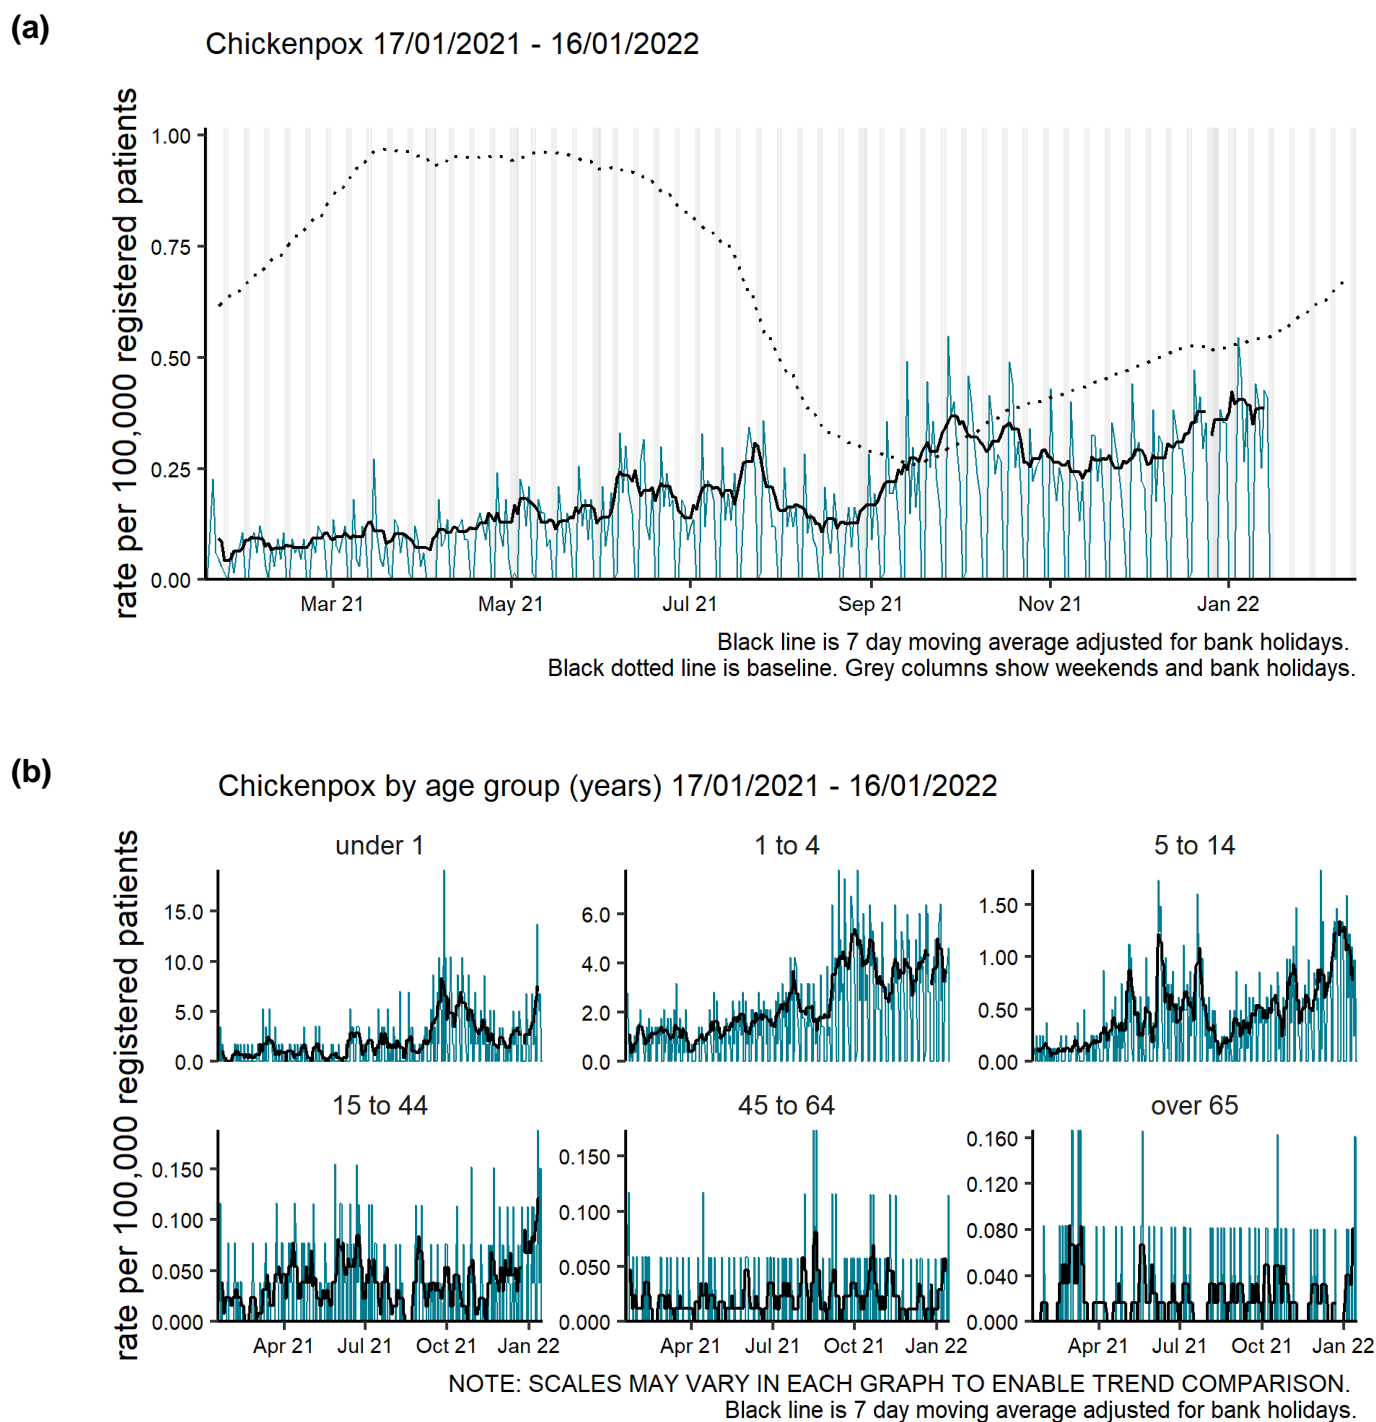 (a)
Chickenpox 17/01/2021 - 16/01/2022
rate per 100,000 registered patients
1.00
0.75
0.50
0.25
0.00
Mar 21 May 21 Jul 21 Sep 21 Nov 21 Jan 22
Black line is 7 day moving average adjusted for bank holidays.
Black dotted line is baseline. Grey columns show weekends and bank holidays.
(b)
Chickenpox by age group (years) 17/01/2021 - 16/01/2022
rate per 100,000 registered patients
under 1
15.0
10.0
5.0
0.0
1 to 4
6.0
4.0
2.0
0.0
5 to 14
1.50
1.00
0.50
0.00
15 to 44
0.150
0.100
0.050
0.000
Apr 21 Jul 21 Oct 21 Jan 22
45 to 64
0.150
0.100
0.050
0.000
Apr 21 Jul 21 Oct 21 Jan 22
over 65
0.160
0.120
0.080
0.040
0.000
Apr 21 Jul 21 Oct 21 Jan 22
NOTE: SCALES MAY VARY IN EACH GRAPH TO ENABLE TREND COMPARISON.
Black line is 7 day moving average adjusted for bank holidays.